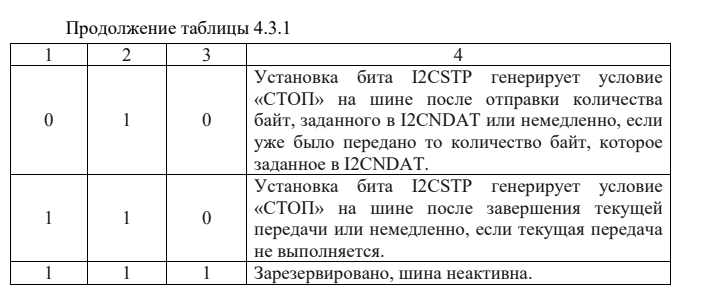 Продолжение таблицы 4.3.1
1 2 3 4
Установка бита I2CSTP генерирует условие
«СТОП» на шине после отправки количества
0 1 0 байт, заданного в I2CNDAT или немедленно, если
уже было передано то количество байт, которое
заданное в I2CNDAT.
Установка бита I2CSTP генерирует условие
«СТОП» на шине после завершения текущей
1 1 0 передачи или немедленно, если текущая передача
не выполняется.
1 1 1 Зарезервировано, шина неактивна.